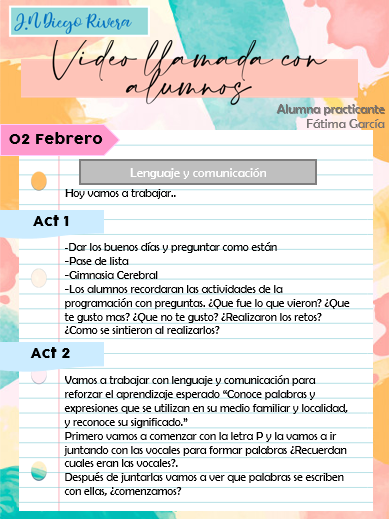 J.N Diego Rivera
Video llamada con
alumnos
Alumna practicante
Fátima García
02 Febrero
Lenguaje y comunicación
Hoy vamos a trabajar..
Act 1
-Dar los buenos días y preguntar como están
-Pase de lista
-Gimnasia Cerebral
-Los alumnos recordaran las actividades de la
programación con preguntas. ¿Que fue lo que vieron? ¿Que
te gusto mas? ¿Que no te gusto? ¿Realizaron los retos?
¿Como se sintieron al realizarlos?
Act 2
Vamos a trabajar con lenguaje y comunicación para
reforzar el aprendizaje esperado “Conoce palabras y
expresiones que se utilizan en su medio familiar y localidad,
y reconoce su significado.”
Primero vamos a comenzar con la letra P y la vamos a ir
juntando con las vocales para formar palabras ¿Recuerdan
cuales eran las vocales?.
Después de juntarlas vamos a ver que palabras se escriben
con ellas, ¿comenzamos?